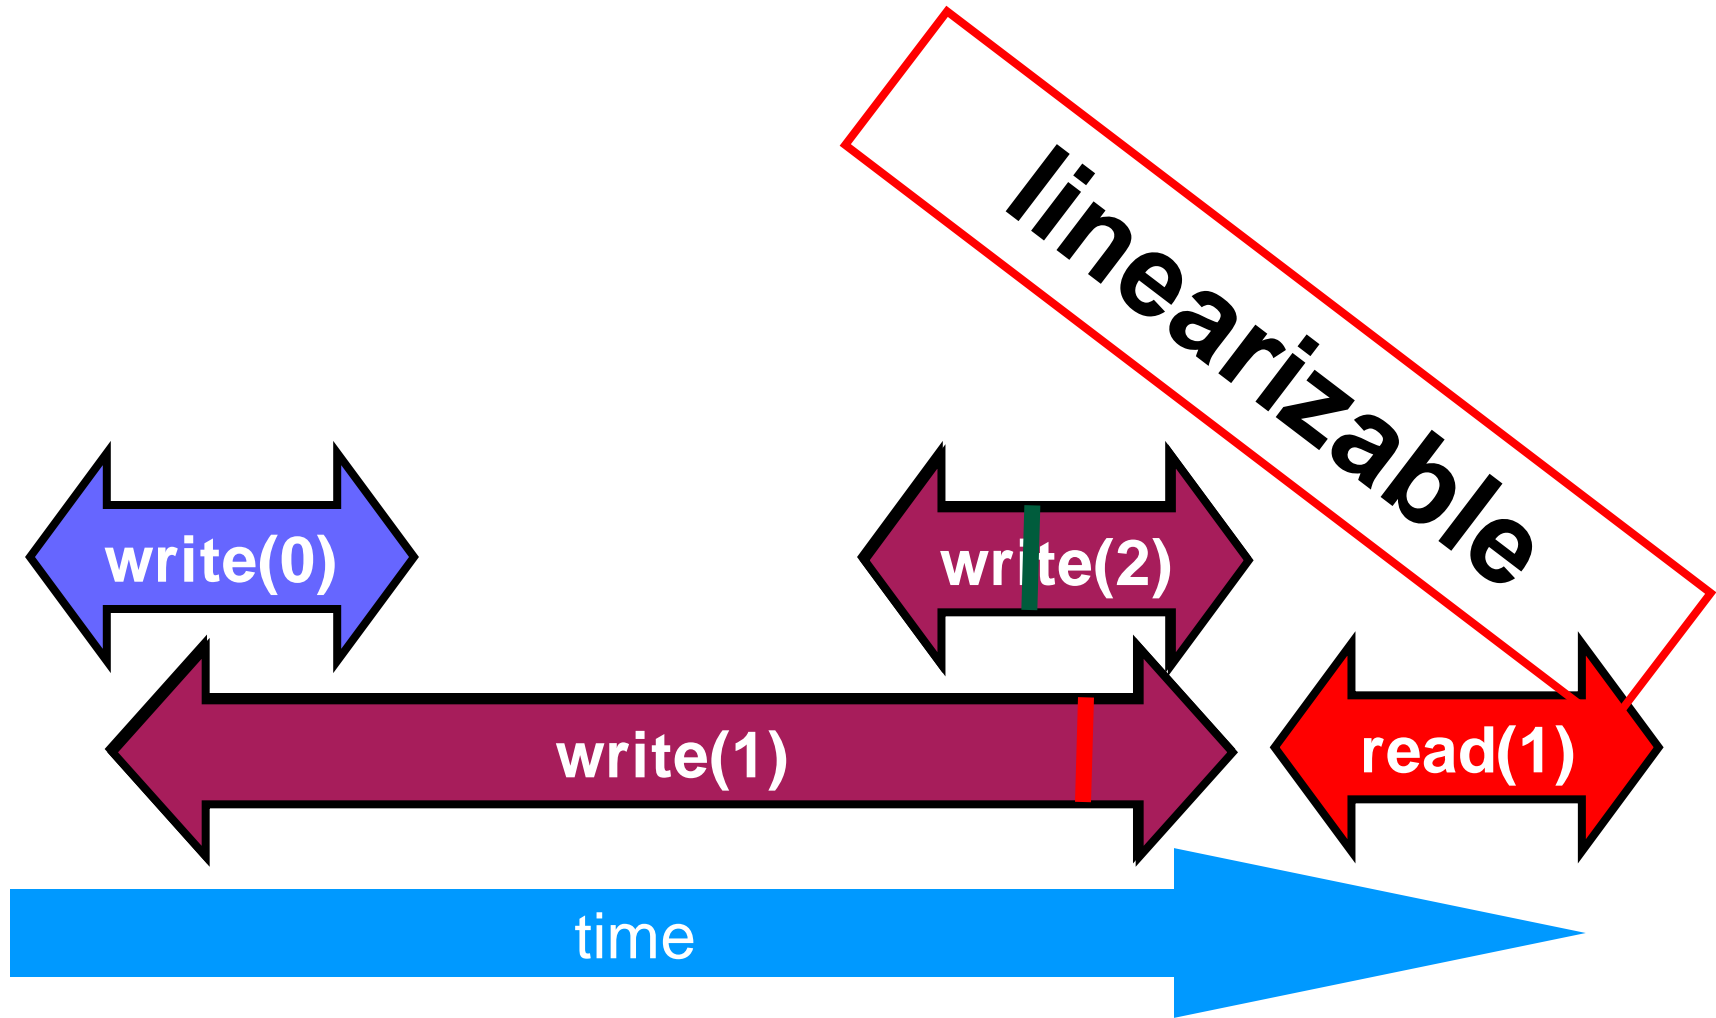 linearizable
write(0)
write(2)
write(1)
read(1)
time